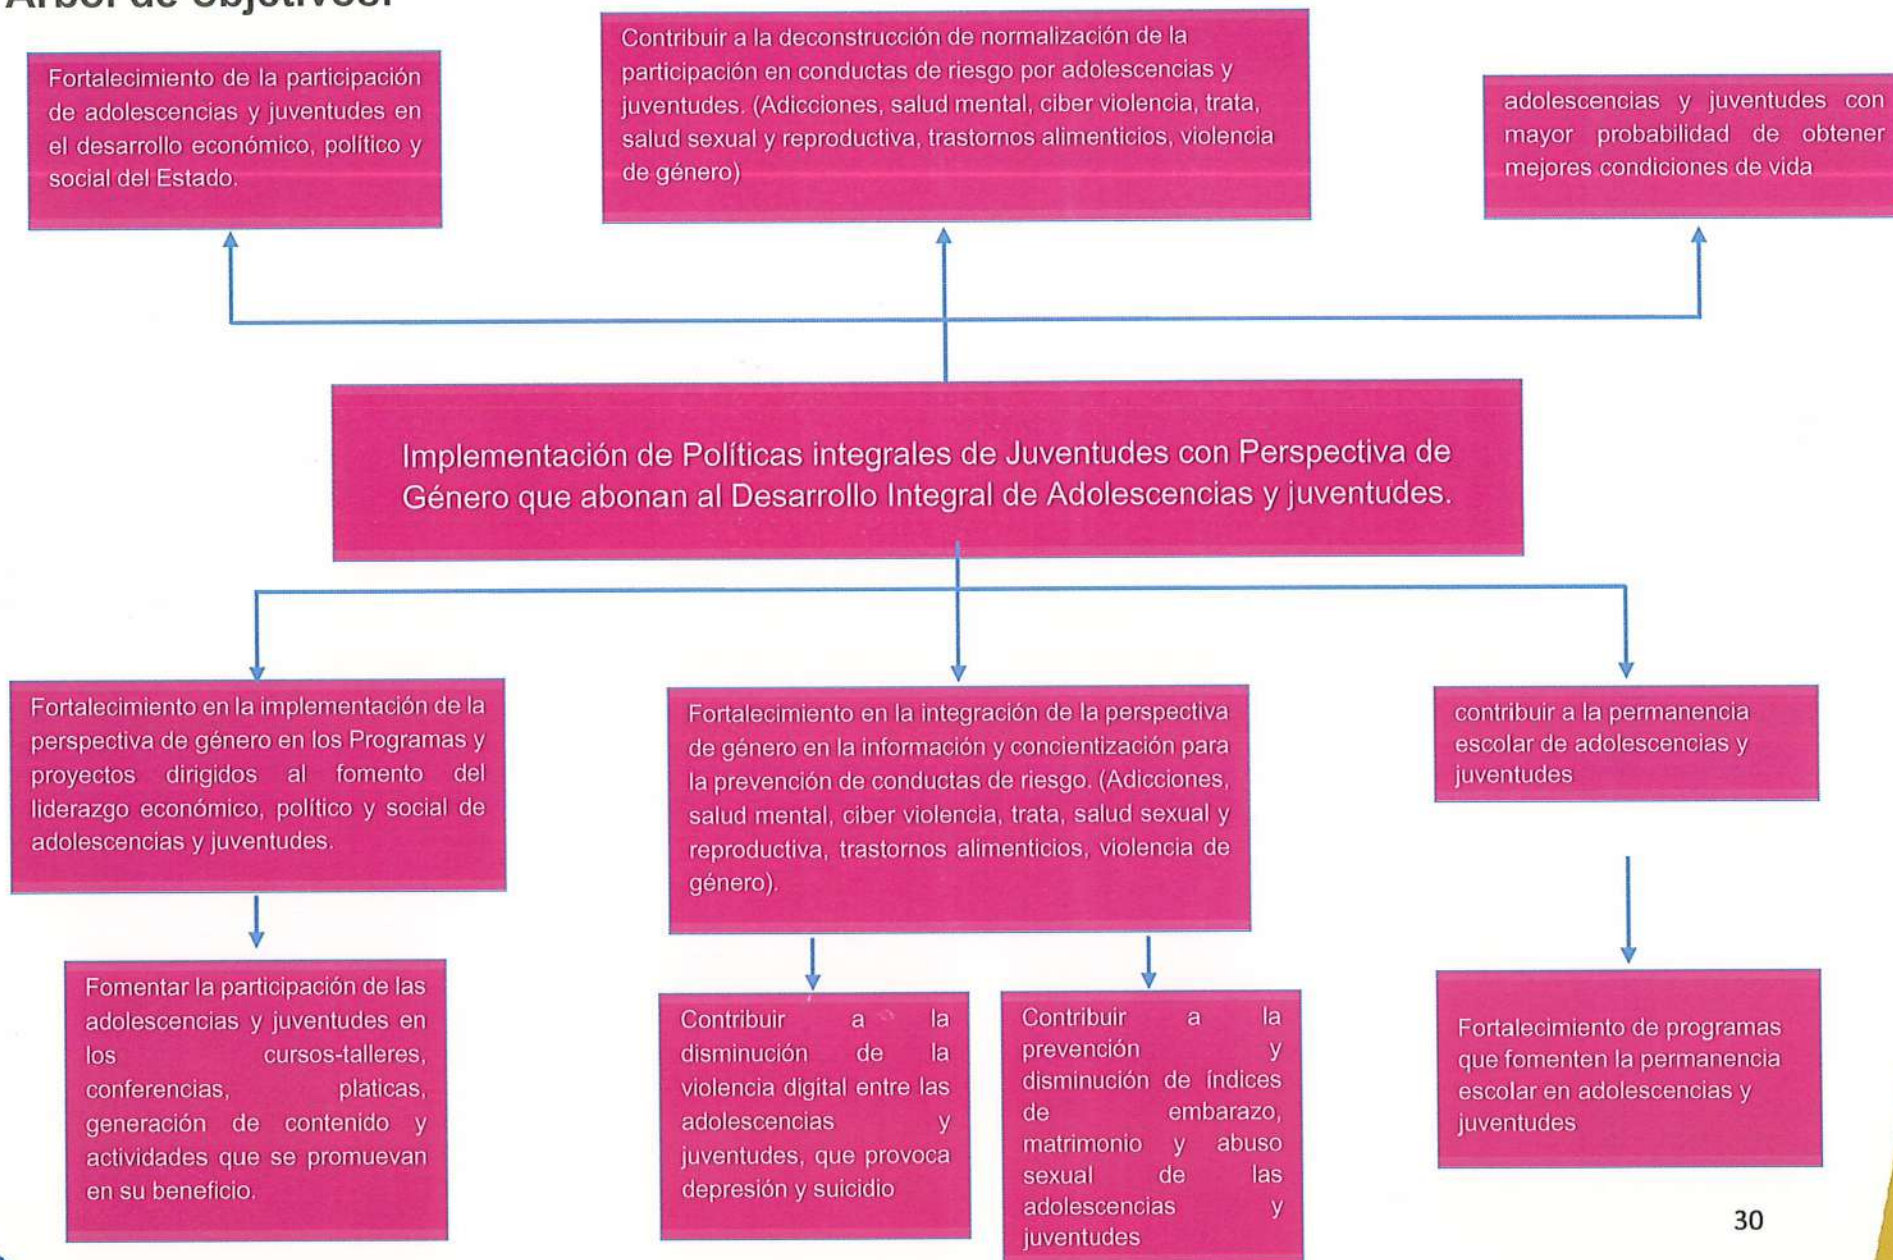 Árbol de objetivos.
Fortalecimiento de la participación
de adolescencias y juventudes en
el desarrollo económico, político y
social del Estado.
Contribuir a la deconstrucción de normalización de la
participación en conductas de riesgo por adolescencias y
juventudes. (Adicciones, salud mental, ciber violencia, trata,
salud sexual y reproductiva, trastornos alimenticios, violencia
de género)
adolescencias y juventudes con
mayor probabilidad de obtener
mejores condiciones de vida
Implementación de Políticas integrales de Juventudes con Perspectiva de
Género que abonan al Desarrollo Integral de Adolescencias y juventudes.
Fortalecimiento en la implementación de la
perspectiva de género en los Programas y
proyectos dirigidos al fomento del
liderazgo económico, político y social de
adolescencias y juventudes.
Fortalecimiento en la integración de la perspectiva
de género en la información y concientización para
la prevención de conductas de riesgo. (Adicciones,
salud mental, ciber violencia, trata, salud sexual y
reproductiva, trastornos alimenticios, violencia de
género).
contribuir a la permanencia
escolar de adolescencias y
juventudes
Fomentar la participación de las
adolescencias y juventudes en
los cursos-talleres,
conferencias, platicas,
generación de contenido y
actividades que se promuevan
en su beneficio.
Contribuir a la
disminución de la
violencia digital entre las
adolescencias y
juventudes, que provoca
depresión y suicidio
Contribuir a la
prevención y
disminución de índices
de embarazo,
matrimonio y abuso
sexual de las
adolescencias y
juventudes
Fortalecimiento de programas
que fomenten la permanencia
escolar en adolescencias y
juventudes
30